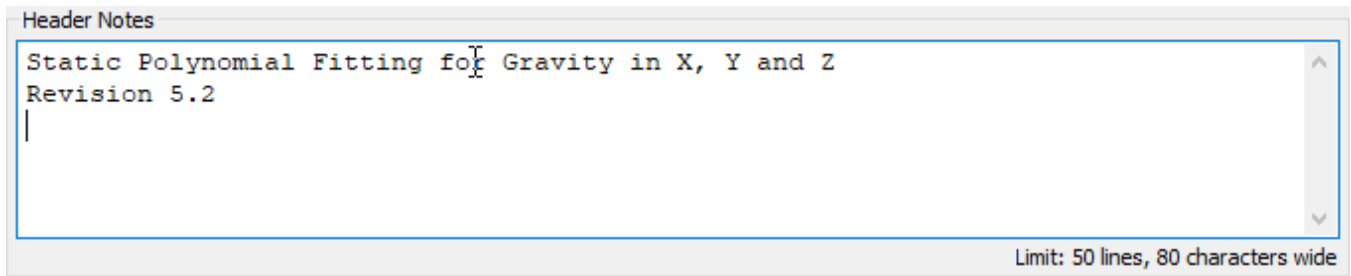 Header Notes
Static Polynomial Fitting for Gravity in X, Y and Z
Revision 5.2
Limit: 50 lines, 80 characters wide